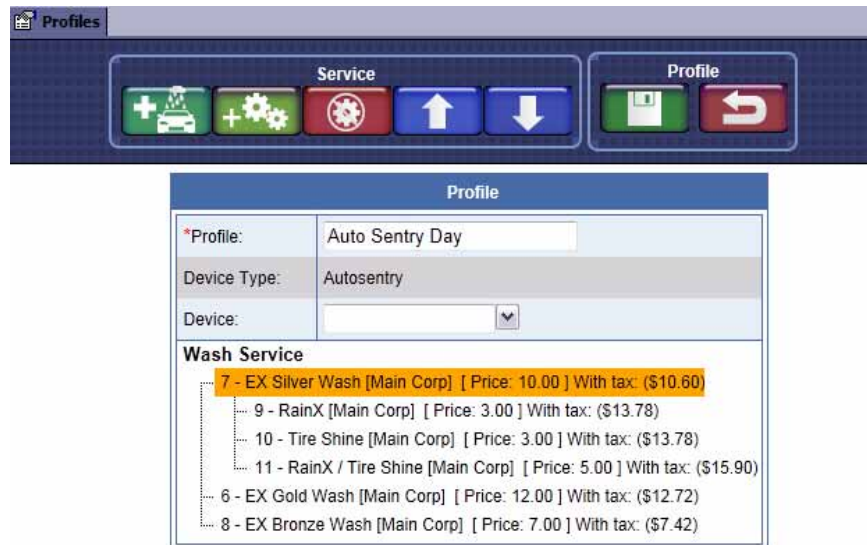 Profiles
Service
Profile
Profile
*Profile: Auto Sentry Day
Device Type: Autosentry
Device:
Wash Service
7 - EX Silver Wash [Main Corp] [ Price: 10.00 ] With tax: ($10.60)
9 - RainX [Main Corp] [ Price: 3.00 ] With tax: ($13.78)
10 - Tire Shine [Main Corp] [ Price: 3.00 ] With tax: ($13.78)
11 - RainX / Tire Shine [Main Corp] [ Price: 5.00 ] With tax: ($15.90)
6 - EX Gold Wash [Main Corp] [ Price: 12.00 ] With tax: ($12.72)
8 - EX Bronze Wash [Main Corp] [ Price: 7.00 ] With tax: ($7.42)